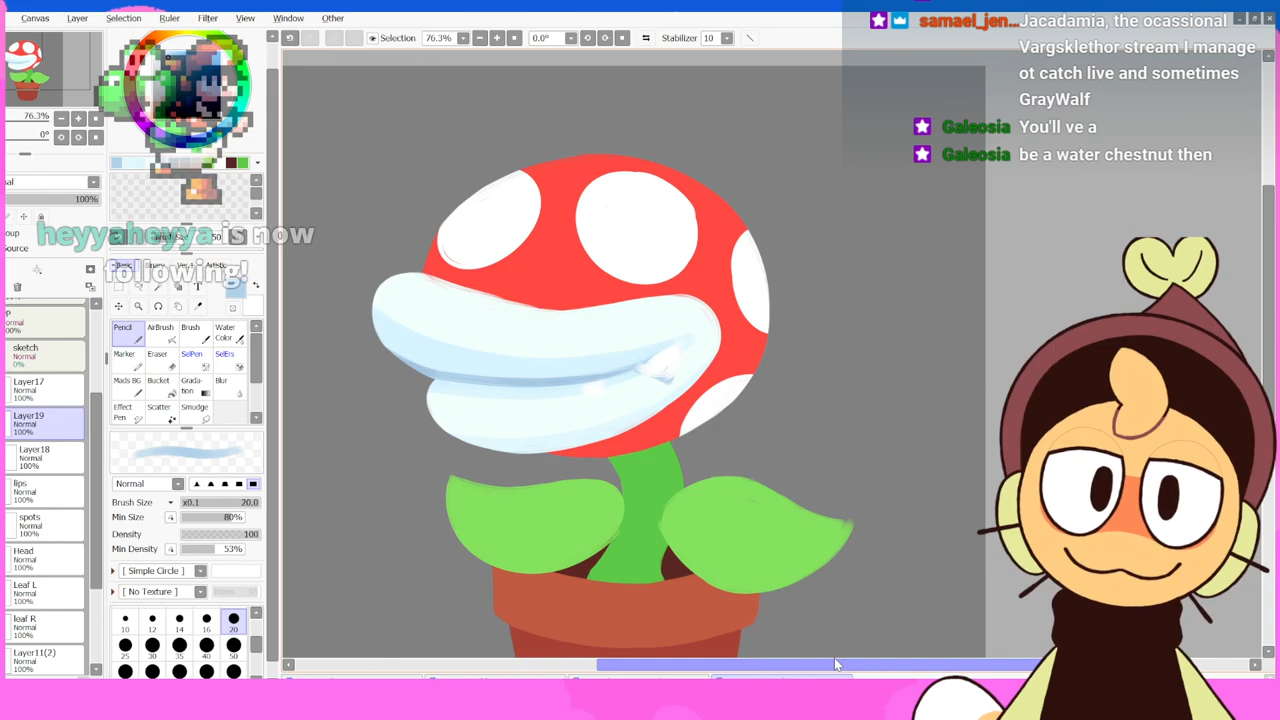 Canvas Layer Selection Ruler Filter View Window Other
Selection 76.3% 0.0° Stabilizer 10
samael_jen... Jacadamia, the ocassional
Vargsklethor stream I manage
ot catch live and sometimes
GrayWalf
Galeosia You'll ve a
Galeosia be a water chestnut then
76.3%
0°
100%
heyyaheyya is now
following!
Source
Pencil AirBrush Brush Water Color
Marker Eraser SelPen SelErs
Mads BG Bucket Grada-tion Blur
Effect Pen Scatter Smudge
Normal
Brush Size x0.1 20.0
Min Size 80%
Density 100
Min Density 53%
[ Simple Circle ]
[ No Texture ]
10 12 14 16 20
25 30 35 40 50
sketch
Normal
0%
Layer17
Normal
100%
Layer19
Normal
100%
Layer18
Normal
100%
lips
Normal
100%
spots
Normal
100%
Head
Normal
100%
Leaf L
Normal
100%
leaf R
Normal
100%
Layer11(2)
Normal
100%